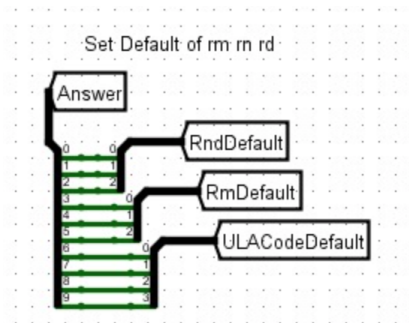 Set Default of rm rn rd
Answer
RndDefault
RmDefault
ULACodeDefault
0 0
1 1
2 2
3 0
4 1
5 2
6 0
7 1
8 2
9 3